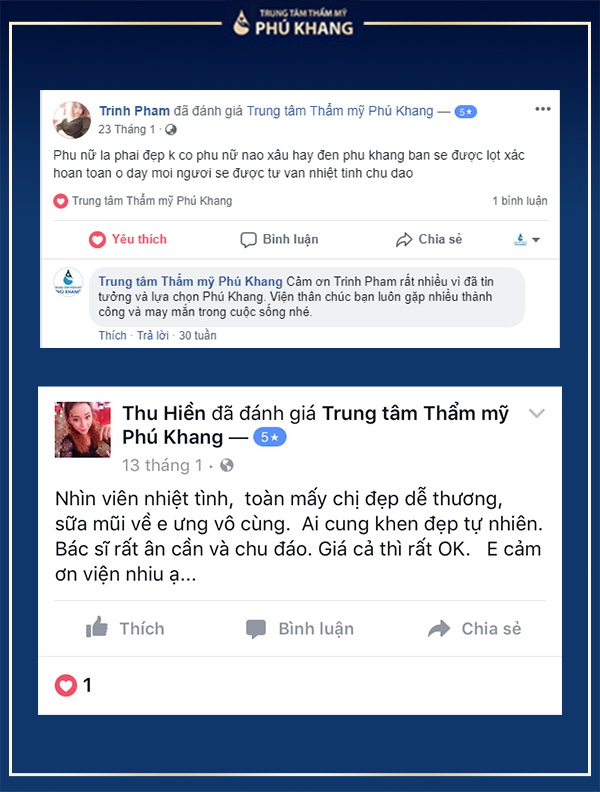 TRUNG TÂM THẨM MỸ
PHÚ KHANG
Trinh Pham đã đánh giá Trung tâm Thẩm mỹ Phú Khang — 5★
23 Tháng 1 ·
Phu nữ la phai đẹp k co phu nữ nao xâu hay đen phu khang ban se được lọt xác
hoan toan o day moi ngươi se được tư van nhiệt tinh chu dao
Trung tâm Thẩm mỹ Phú Khang
1 bình luận
Yêu thích
Bình luận
Chia sẻ
Trung tâm Thẩm mỹ Phú Khang Cảm ơn Trinh Pham rất nhiều vì đã tin
tưởng và lựa chọn Phú Khang. Viện thân chúc bạn luôn gặp nhiều thành
công và may mắn trong cuộc sống nhé.
Thích · Trả lời · 30 tuần
Thu Hiền đã đánh giá Trung tâm Thẩm mỹ
Phú Khang — 5★
13 tháng 1 ·
Nhìn viên nhiệt tình, toàn mấy chị đẹp dễ thương,
sữa mũi về e ưng vô cùng. Ai cung khen đẹp tự nhiên.
Bác sĩ rất ân cần và chu đáo. Giá cả thì rất OK. E cảm
ơn viện nhiu ạ...
Thích
Bình luận
Chia sẻ
1